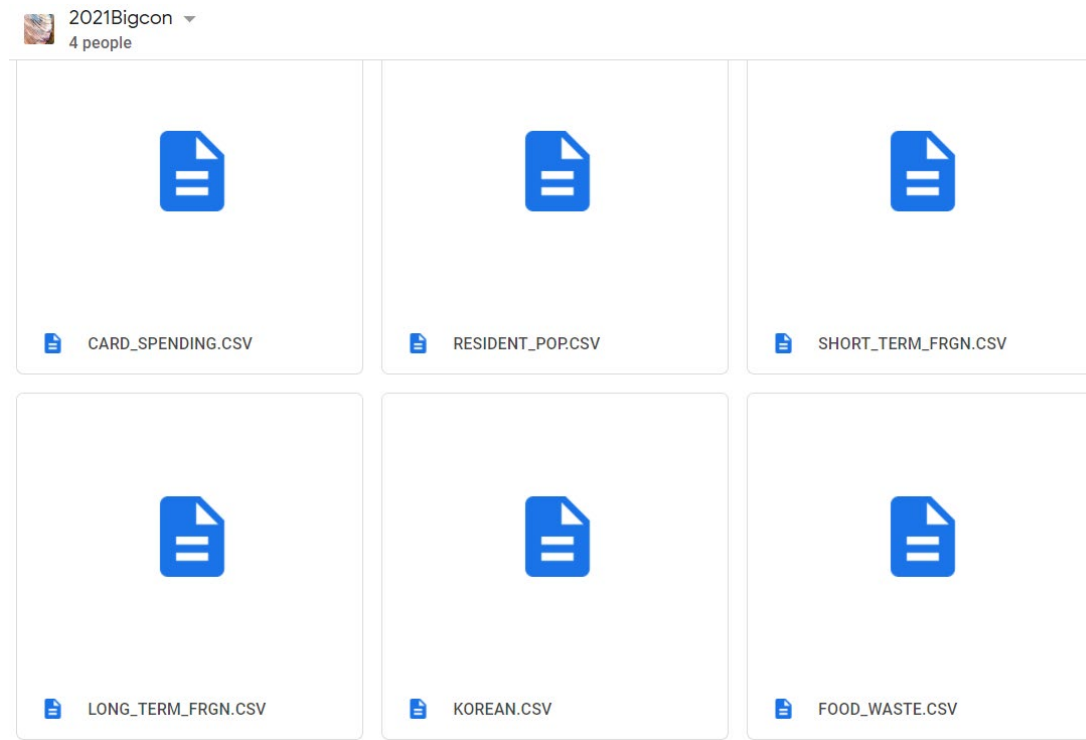 2021Bigcon
4 people
CARD_SPENDING.CSV
RESIDENT_POP.CSV
SHORT_TERM_FRGN.CSV
LONG_TERM_FRGN.CSV
KOREAN.CSV
FOOD_WASTE.CSV